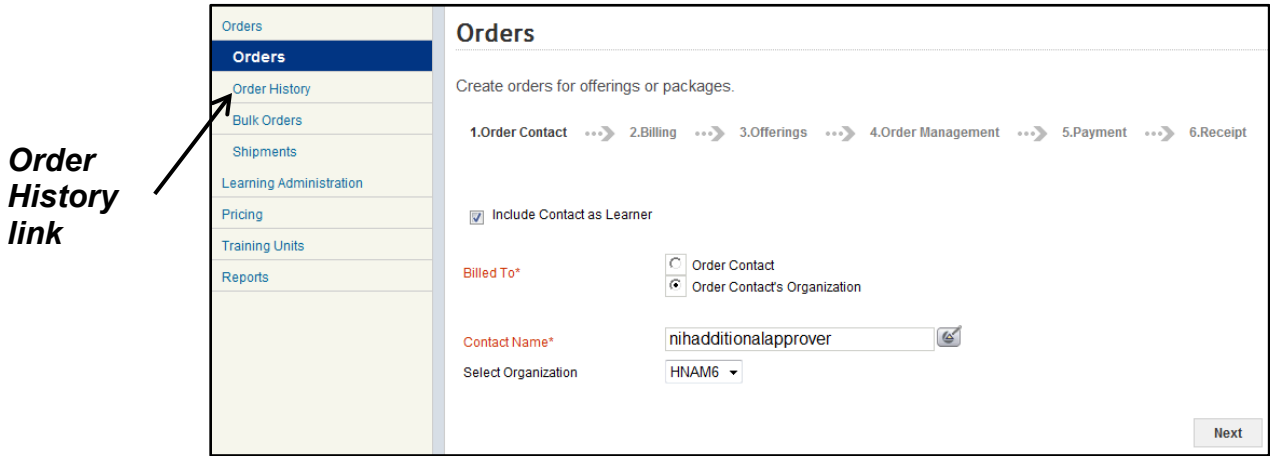 Order
History
link
Orders
Orders
Order History
Bulk Orders
Shipments
Learning Administration
Pricing
Training Units
Reports
Orders
Create orders for offerings or packages.
1.Order Contact 2.Billing 3.Offerings 4.Order Management 5.Payment 6.Receipt
Include Contact as Learner
Billed To* Order Contact
Order Contact's Organization
Contact Name* nihadditionalapprover
Select Organization HNAM6
Next